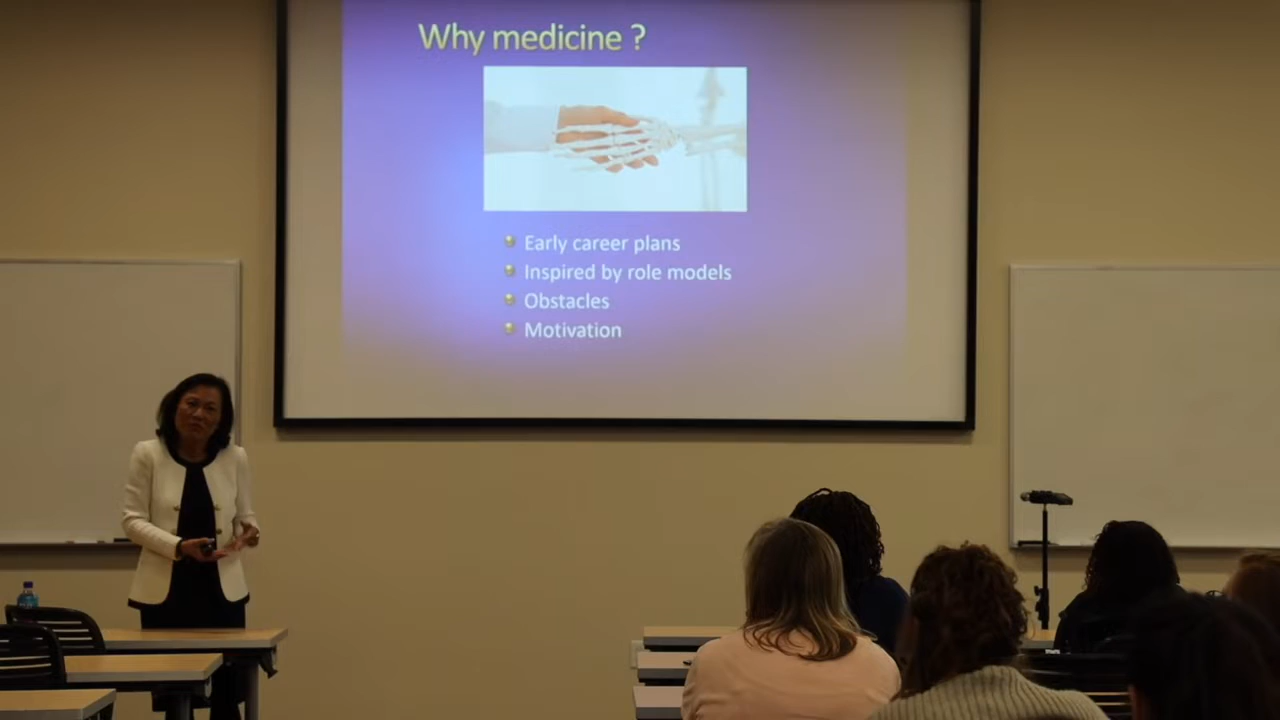 Why medicine ?
Early career plans
Inspired by role models
Obstacles
Motivation